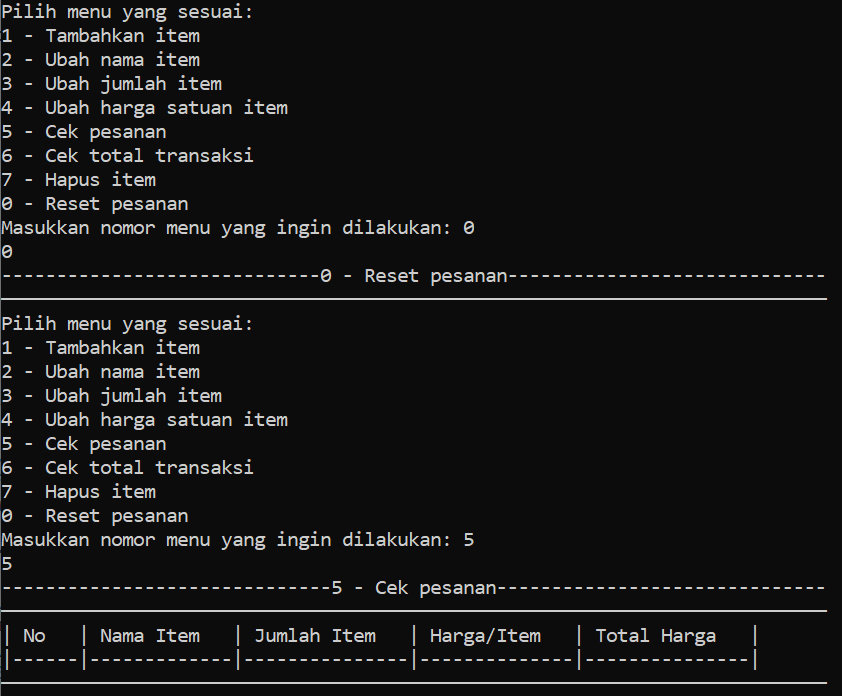 Pilih menu yang sesuai:
1 - Tambahkan item
2 - Ubah nama item
3 - Ubah jumlah item
4 - Ubah harga satuan item
5 - Cek pesanan
6 - Cek total transaksi
7 - Hapus item
0 - Reset pesanan
Masukkan nomor menu yang ingin dilakukan: 0
0
-----------------------------0 - Reset pesanan-----------------------------
Pilih menu yang sesuai:
1 - Tambahkan item
2 - Ubah nama item
3 - Ubah jumlah item
4 - Ubah harga satuan item
5 - Cek pesanan
6 - Cek total transaksi
7 - Hapus item
0 - Reset pesanan
Masukkan nomor menu yang ingin dilakukan: 5
5
------------------------------5 - Cek pesanan------------------------------
| No   | Nama Item   | Jumlah Item   | Harga/Item   | Total Harga   |
|------|-------------|---------------|--------------|---------------|